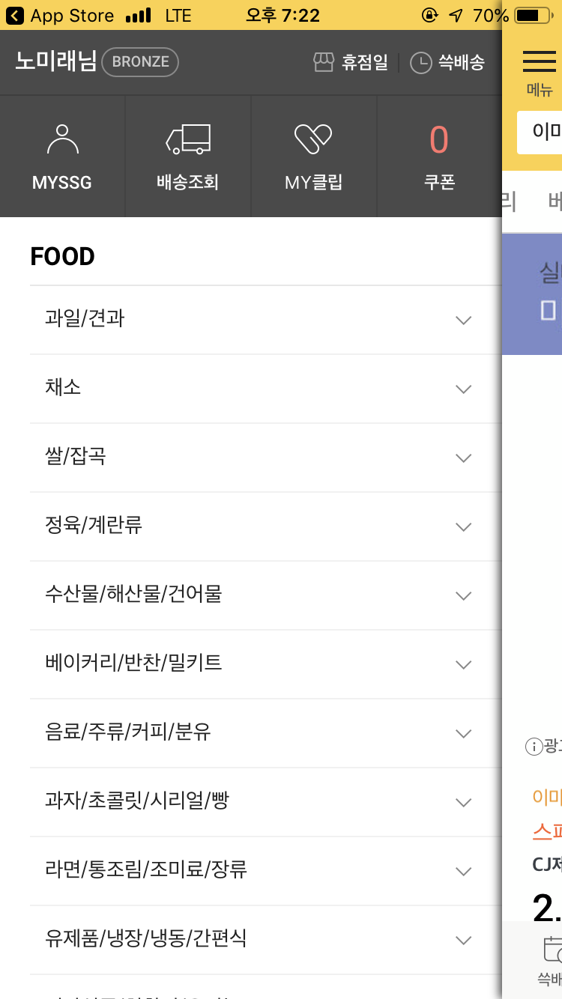 App Store LTE 오후 7:22 70%
노미래님 BRONZE 휴점일 쓱배송
메뉴
MYSSG 배송조회 MY클립 0 쿠폰
FOOD
과일/견과
채소
쌀/잡곡
정육/계란류
수산물/해산물/건어물
베이커리/반찬/밀키트
음료/주류/커피/분유
과자/초콜릿/시리얼/빵
라면/통조림/조미료/장류
유제품/냉장/냉동/간편식
이마
리
광고
이마
CJ제
2.
쓱배